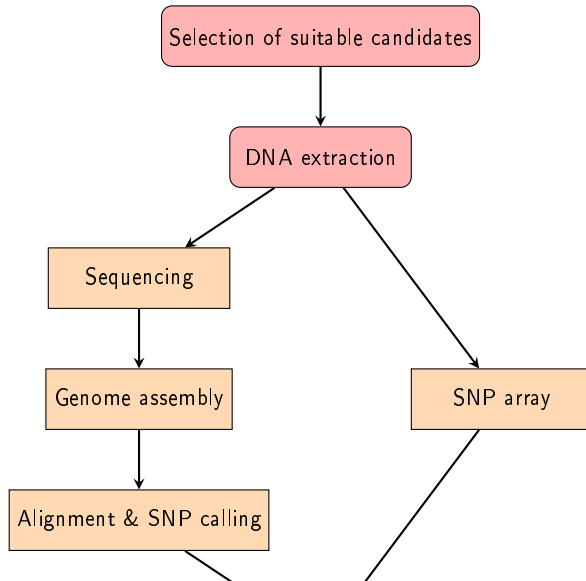 Selection of suitable candidates
DNA extraction
Sequencing
Genome assembly
SNP array
Alignment & SNP calling